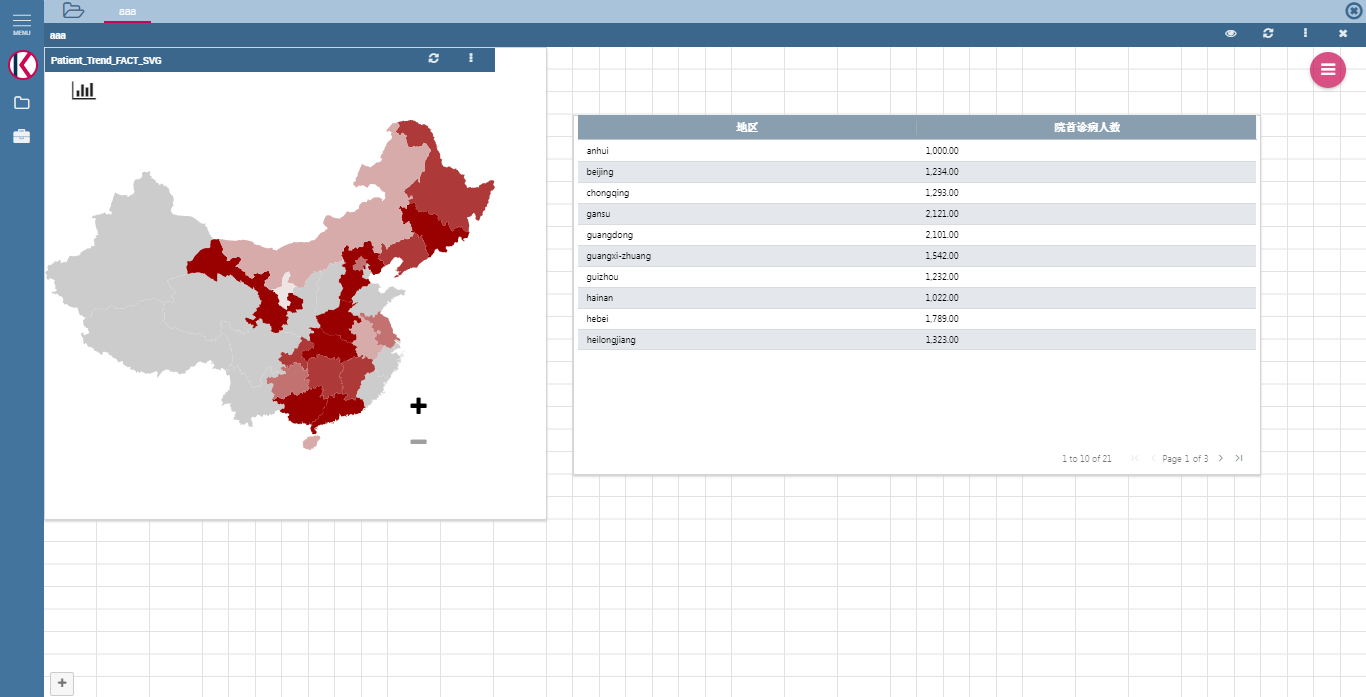 aaa
MENU
aaa
Patient_Trend_FACT_SVG
地区 院首诊病人数
anhui 1,000.00
beijing 1,234.00
chongqing 1,293.00
gansu 2,121.00
guangdong 2,101.00
guangxi-zhuang 1,542.00
guizhou 1,232.00
hainan 1,022.00
hebei 1,789.00
heilongjiang 1,323.00
1 to 10 of 21 Page 1 of 3